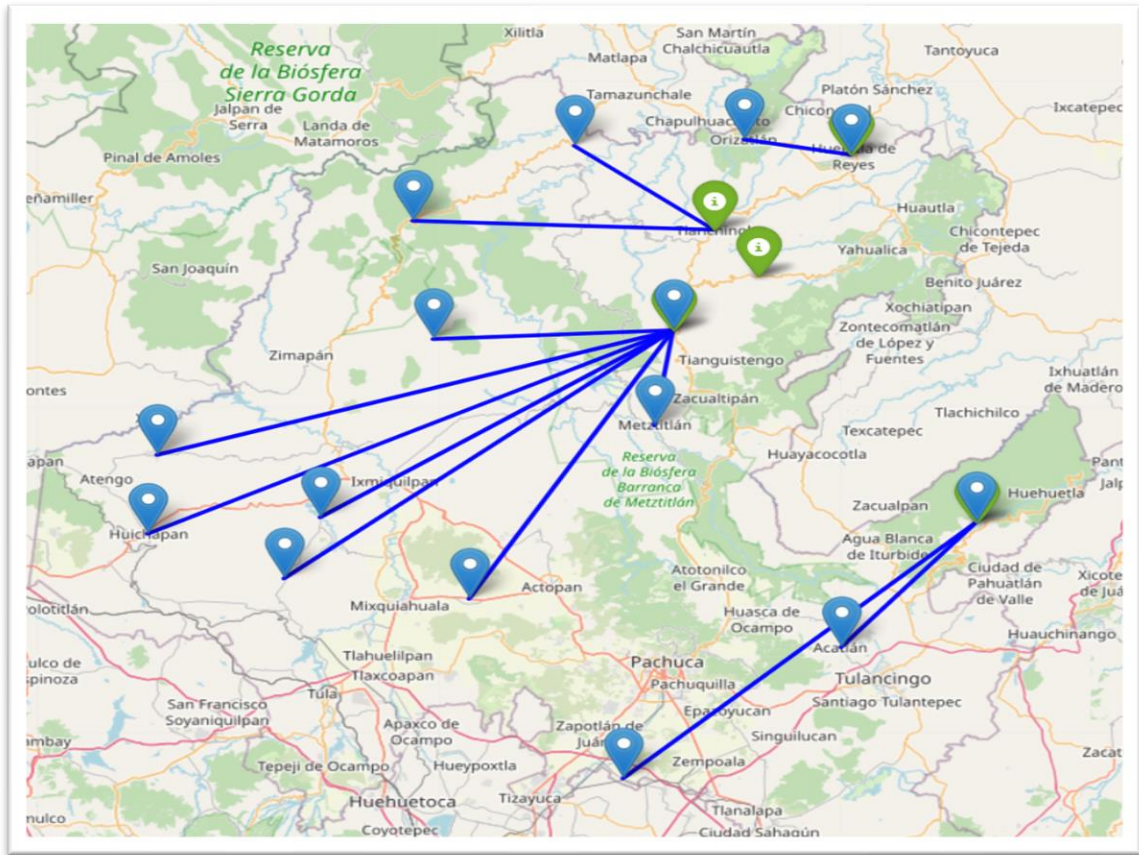 Xilitla
San Martín
Chalchicuautla
Reserva
de la Biósfera
Sierra Gorda
Matlapa
Tantoyuca
Tamazunchale
Platón Sánchez
Jalpan de
Serra
Landa de
Matamoros
Ixcatepec
Pinal de Amoles
Reyes
Huautla
Chicontepec
de Tejeda
San Joaquín
Yahualica
Benito Juárez
Xochiatipan
Zontecomatlán
de López y
Fuentes
Zimapán
Tianguistengo
Ixhuatlán
de Madero
Zacualtipán
Tlachichilco
Metztitlán
Texcatepec
Huayacocotla
Reserva
de la Biósfera
Barranca
de Metztitlán
Atengo
Ixmiquilpan
Huehuetla
Zacualpan
Huichapan
Agua Blanca
de Iturbide
Actopan
Atotonilco
el Grande
Ciudad de
Pahuatlán
de Valle
Mixquiahuala
Huasca de
Ocampo
Huauchinango
Acatlán
Tlahuelilpan
Tlaxcoapan
Pachuca
Pachuquilla
Tulancingo
Santiago Tulantepec
Tula
San Francisco
Soyaniquilpan
Epazoyucan
Apaxco de
Ocampo
Zapotlán de
Singuilucan
Tepeji de Ocampo
Hueypoxtla
Zempoala
Huehuetoca
Tizayuca
Tlanalapa
Coyotepec
Ciudad Sahagún